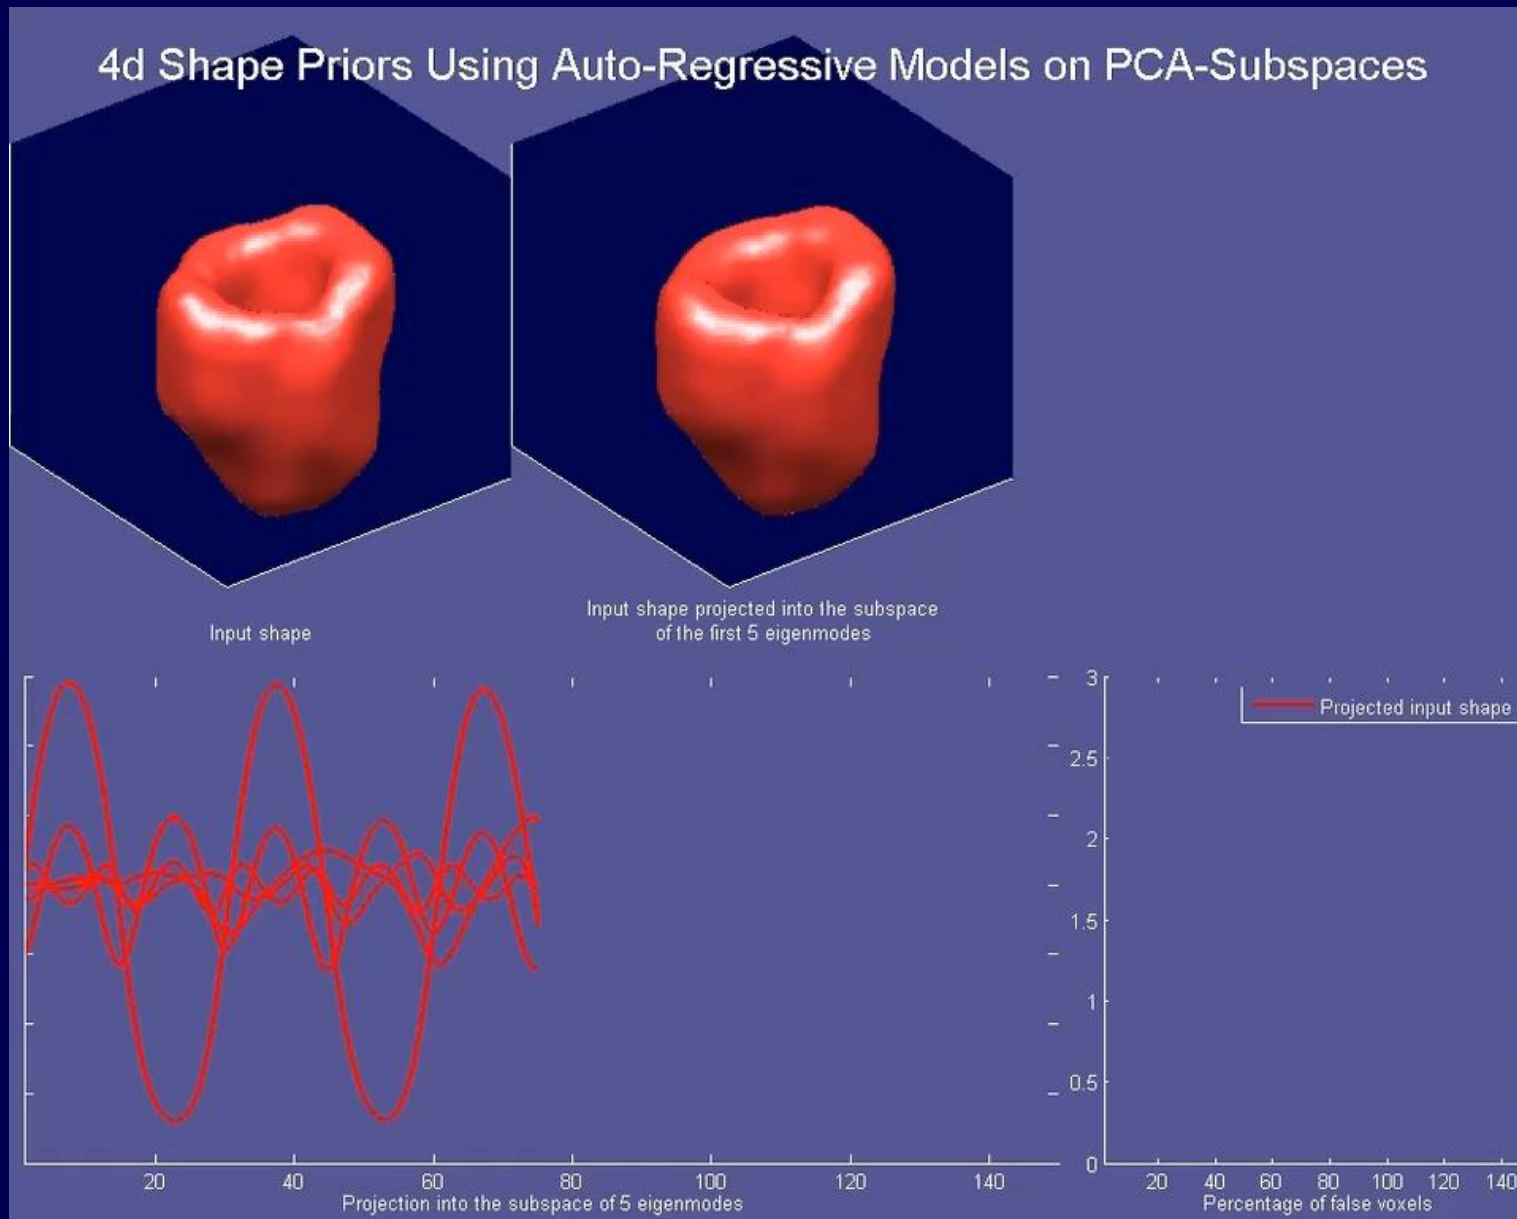 4d Shape Priors Using Auto-Regressive Models on PCA-Subspaces
Input shape
Input shape projected into the subspace
of the first 5 eigenmodes
20 40 60 80 100 120 140
Projection into the subspace of 5 eigenmodes
3
2.5
2
1.5
1
0.5
0
Projected input shape
20 40 60 80 100 120 140
Percentage of false voxels